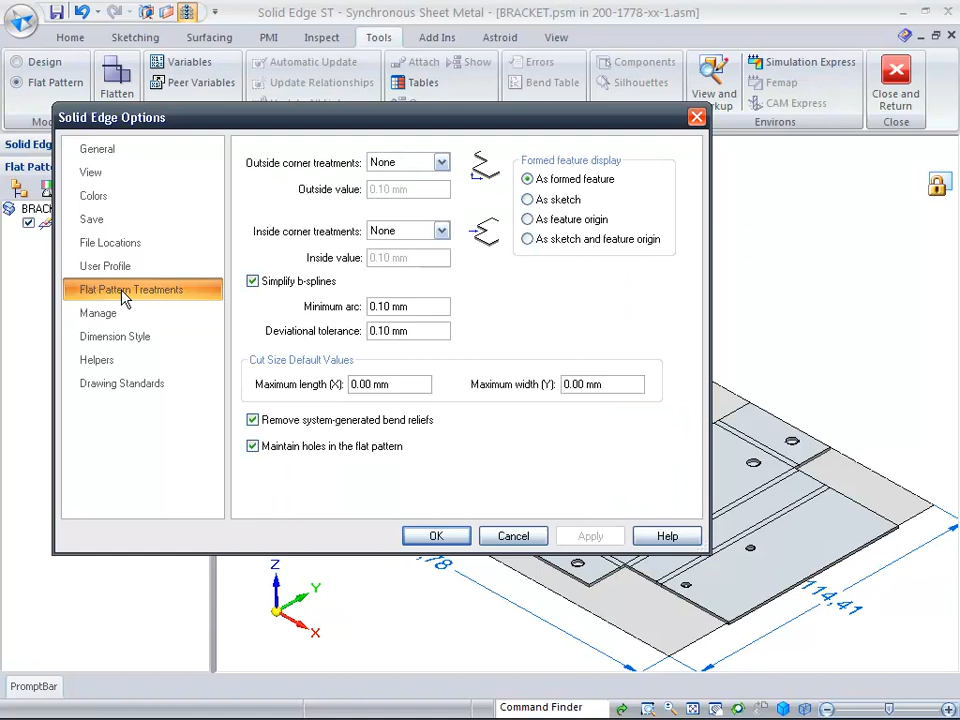 Solid Edge ST - Synchronous Sheet Metal - [BRACKET.psm in 200-1778-xx-1.asm]
Home Sketching Surfacing PMI Inspect Tools Add Ins Astroid View
Design
Flat Pattern
Flatten
Variables
Peer Variables
Automatic Update
Update Relationships
Attach Show
Tables
Errors
Bend Table
Components
Silhouettes
View and
Simulation Express
Femap
CAM Express
Environs
Close and
Return
Close
Solid Edge Options
General
View
Colors
Save
File Locations
User Profile
Flat Pattern Treatments
Manage
Dimension Style
Helpers
Drawing Standards
Outside corner treatments: None
Outside value: 0.10 mm
Inside corner treatments: None
Inside value: 0.10 mm
Simplify b-splines
Minimum arc: 0.10 mm
Deviational tolerance: 0.10 mm
Formed feature display
As formed feature
As sketch
As feature origin
As sketch and feature origin
Cut Size Default Values
Maximum length (X): 0.00 mm Maximum width (Y): 0.00 mm
Remove system-generated bend reliefs
Maintain holes in the flat pattern
OK Cancel Apply Help
Z
Y
X
114,41
PromptBar
Command Finder